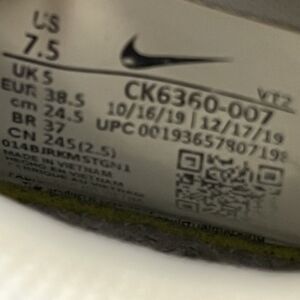 US
7.5
UK 5
EUR 38.5
cm 24.5
BR 37
CN 245(2.5)
CK6360-007
10/16/19 12/17/19
UPC 00193657807198
VT2
MADE IN VIETNAM